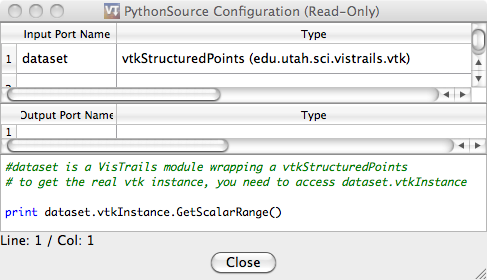 VT PythonSource Configuration (Read-Only)
Input Port Name Type
1 dataset vtkStructuredPoints (edu.utah.sci.vistrails.vtk)
Output Port Name Type
1
#dataset is a VisTrails module wrapping a vtkStructuredPoints
# to get the real vtk instance, you need to access dataset.vtkInstance
print dataset.vtkInstance.GetScalarRange()
Line: 1 / Col: 1
Close